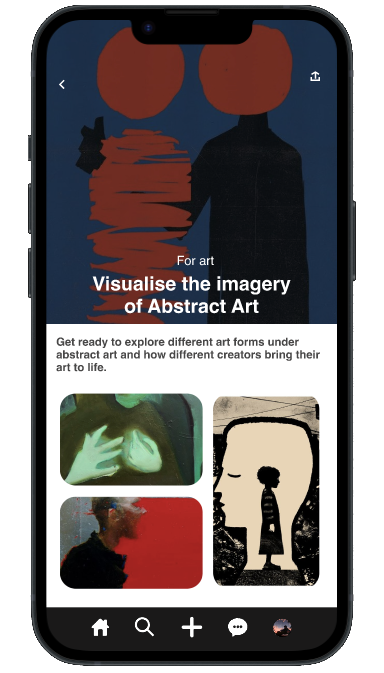 For art
Visualise the imagery
of Abstract Art
Get ready to explore different art forms under
abstract art and how different creators bring their
art to life.